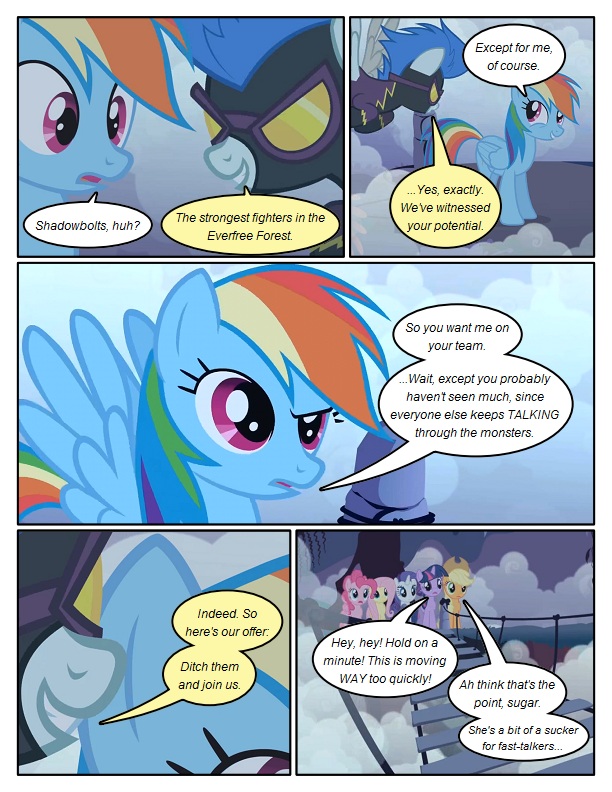 Shadowbolts, huh?
The strongest fighters in the
Everfree Forest.
Except for me,
of course.
...Yes, exactly.
We've witnessed
your potential.
So you want me on
your team.
...Wait, except you probably
haven't seen much, since
everyone else keeps TALKING
through the monsters.
Indeed. So
here's our offer:
Ditch them
and join us.
Hey, hey! Hold on a
minute! This is moving
WAY too quickly!
Ah think that's the
point, sugar.
She's a bit of a sucker
for fast-talkers...